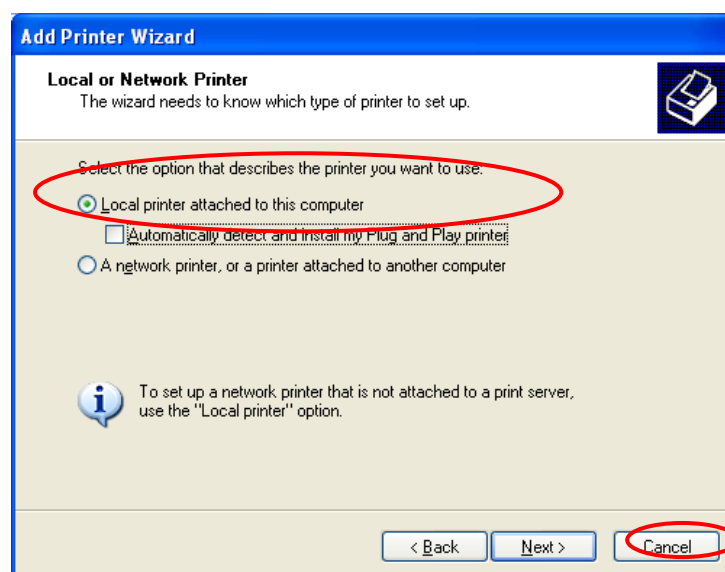 Add Printer Wizard
Local or Network Printer
The wizard needs to know which type of printer to set up.
Select the option that describes the printer you want to use:
Local printer attached to this computer
Automatically detect and install my Plug and Play printer
A network printer, or a printer attached to another computer
To set up a network printer that is not attached to a print server,
use the "Local printer" option.
< Back Next > Cancel